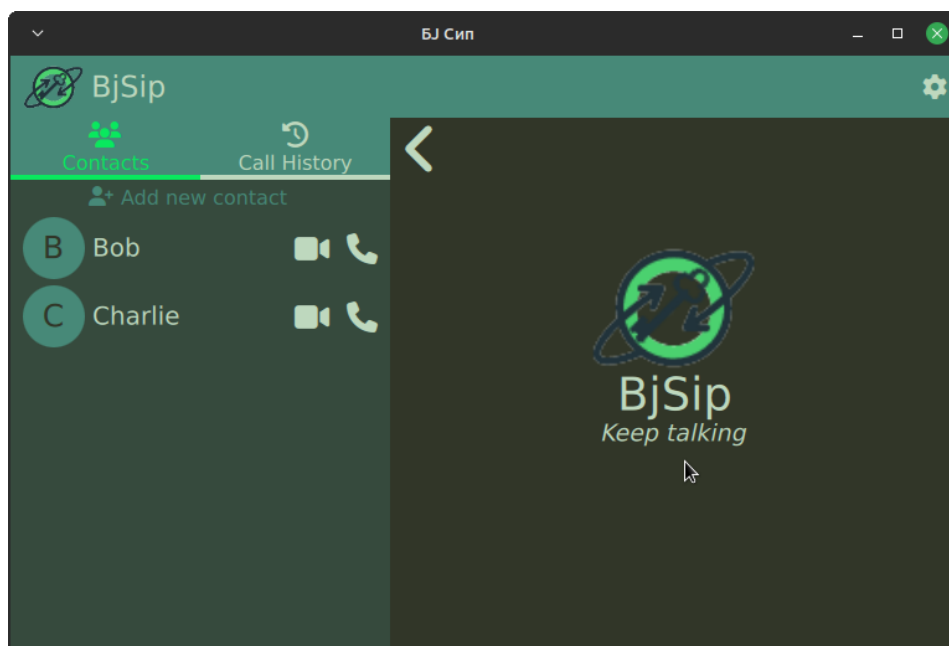 БЈ Сип
BjSip
Contacts
Call History
Add new contact
B
Bob
C
Charlie
BjSip
Keep talking